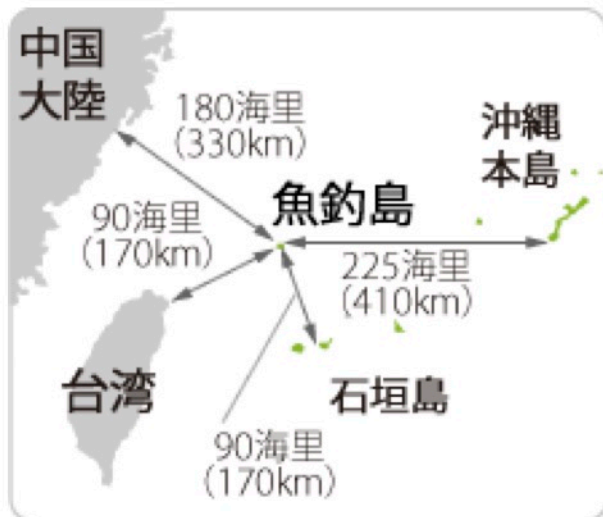 中国
大陸
180海里
(330km)
沖縄
本島
90海里
(170km)
魚釣島
225海里
(410km)
台湾
石垣島
90海里
(170km)